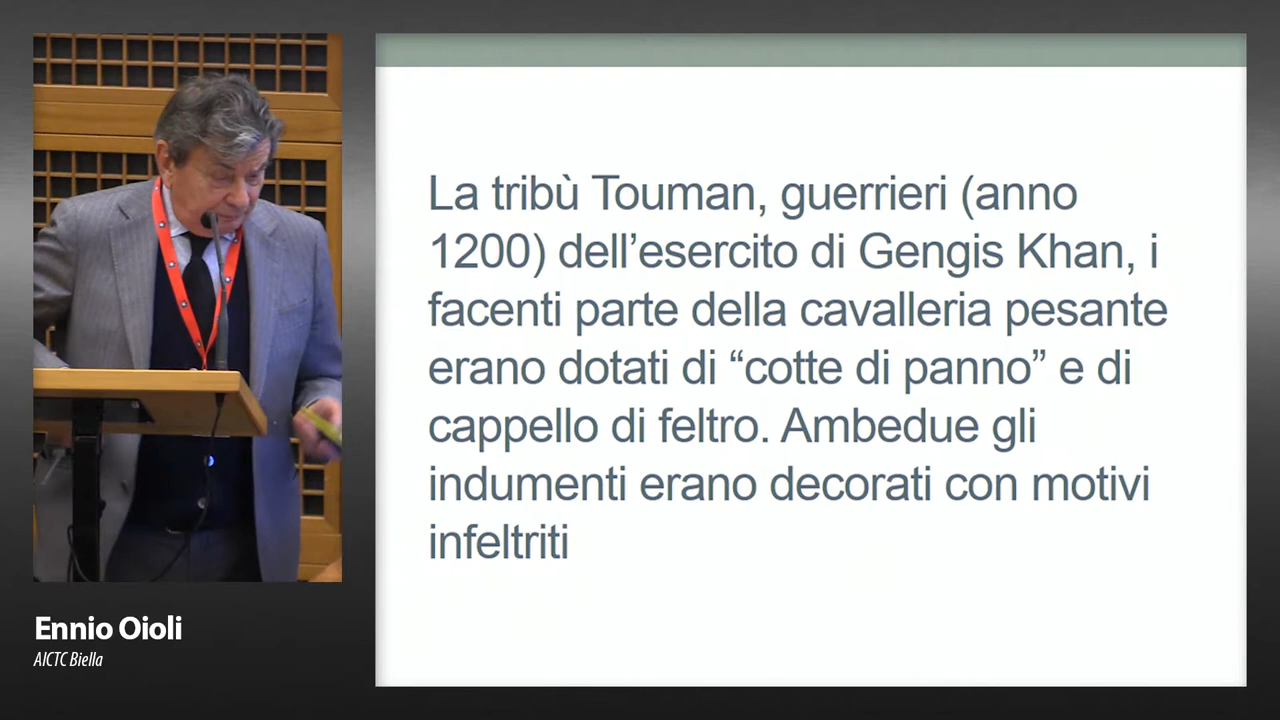 La tribù Touman, guerrieri (anno
1200) dell’esercito di Gengis Khan, i
facenti parte della cavalleria pesante
erano dotati di “cotte di panno” e di
cappello di feltro. Ambedue gli
indumenti erano decorati con motivi
infeltriti
Ennio Oioli
AICTC Biella